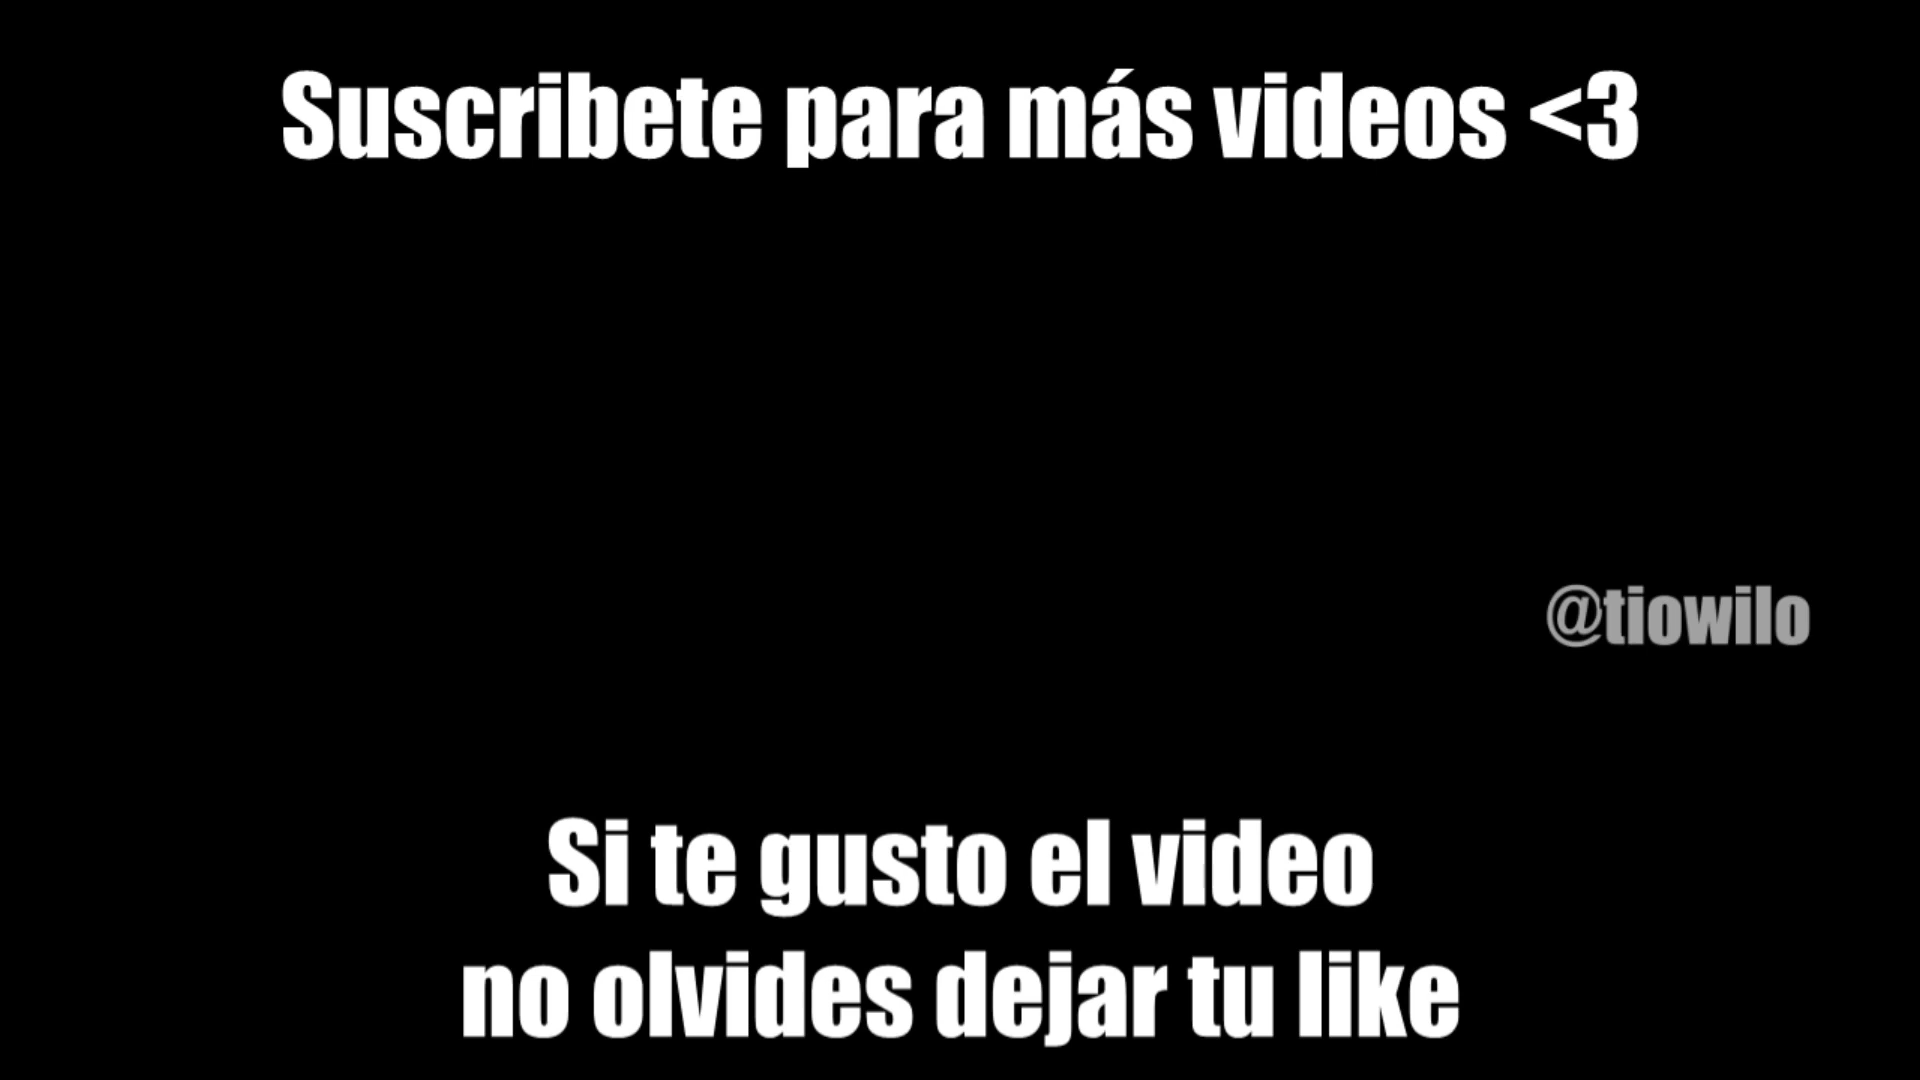 Suscribete para más videos <3
@tiowilo
Si te gusto el video
no olvides dejar tu like